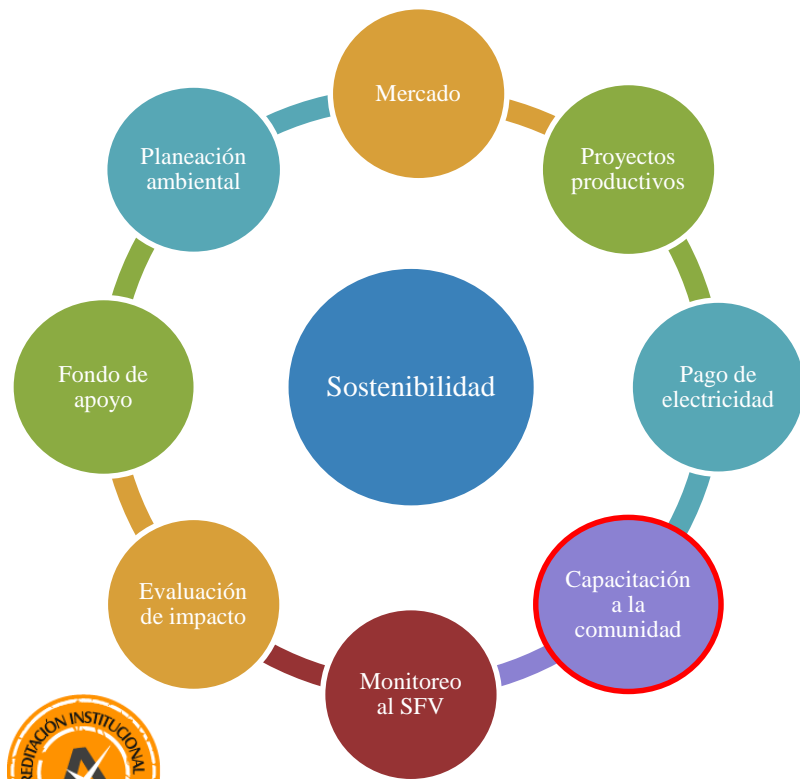 Mercado
Proyectos
productivos
Pago de
electricidad
Capacitación
a la
comunidad
Monitoreo
al SFV
Evaluación
de impacto
Fondo de
apoyo
Planeación
ambiental
Sostenibilidad
INSTITUCIONAL